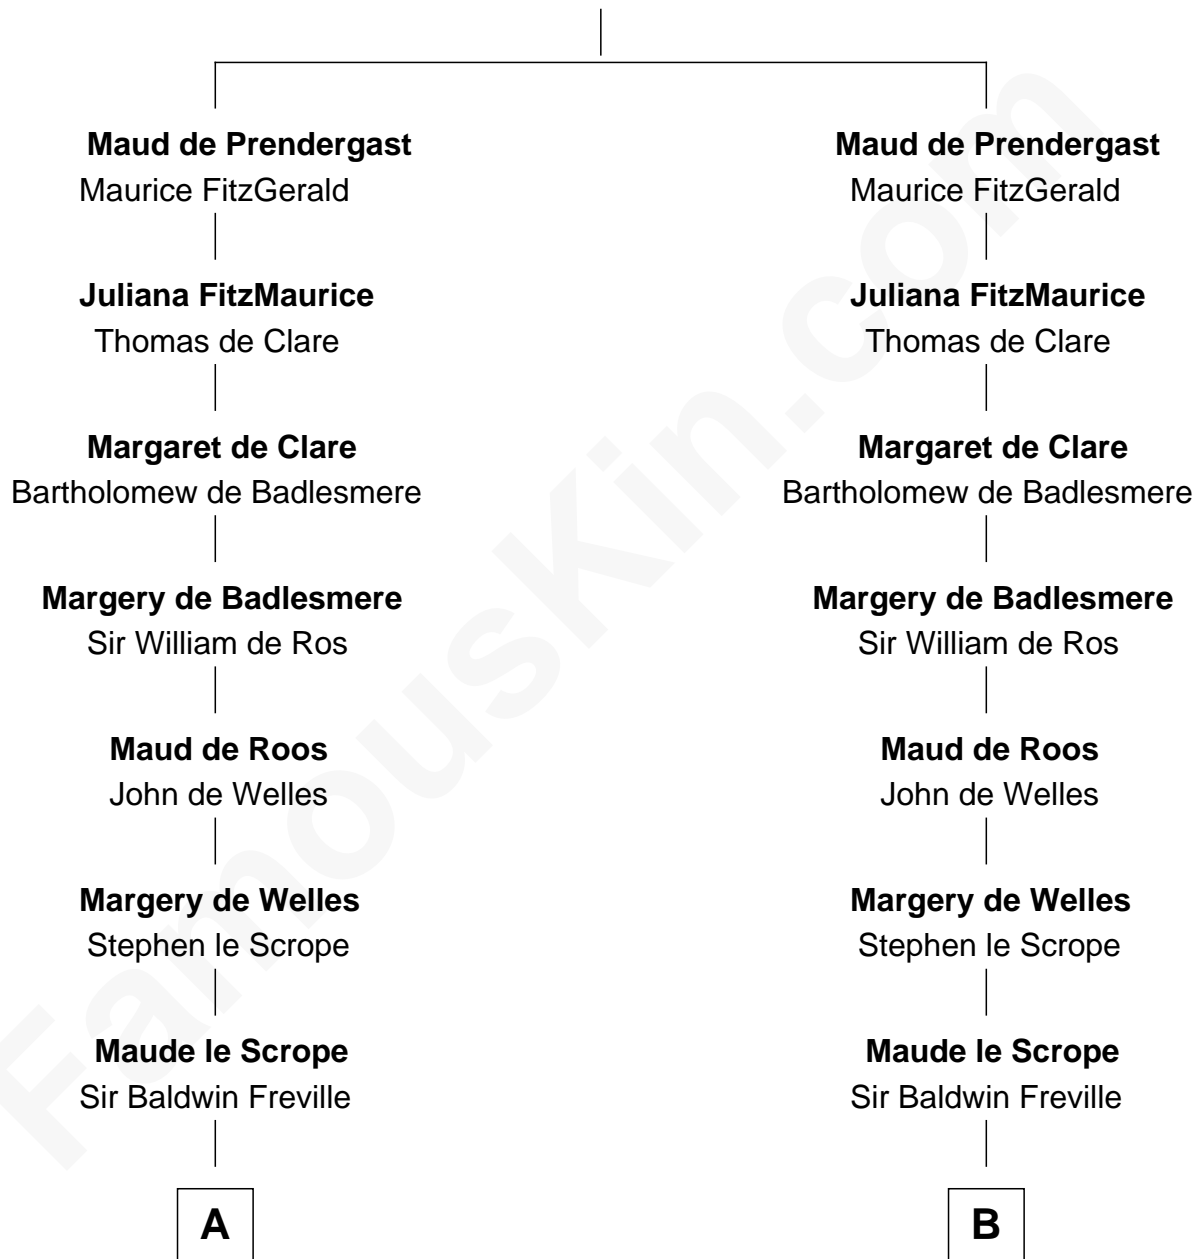 Maud de Prendergast
Maurice FitzGerald
Juliana FitzMaurice
Thomas de Clare
Margaret de Clare
Bartholomew de Badlesmere
Margery de Badlesmere
Sir William de Ros
Maud de Roos
John de Welles
Margery de Welles
Stephen le Scrope
Maude le Scrope
Sir Baldwin Freville
A
Maud de Prendergast
Maurice FitzGerald
Juliana FitzMaurice
Thomas de Clare
Margaret de Clare
Bartholomew de Badlesmere
Margery de Badlesmere
Sir William de Ros
Maud de Roos
John de Welles
Margery de Welles
Stephen le Scrope
Maude le Scrope
Sir Baldwin Freville
B
FamousKin.com